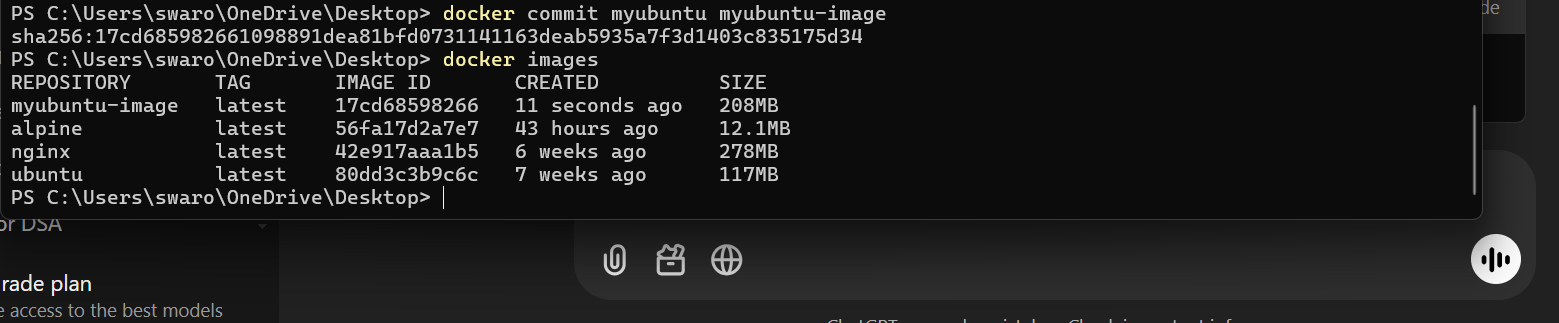 PS C:\Users\swaro\OneDrive\Desktop> docker commit myubuntu myubuntu-image
sha256:17cd685982661098891dea81bfd0731141163deab5935a7f3d1403c835175d34
PS C:\Users\swaro\OneDrive\Desktop> docker images
REPOSITORY TAG IMAGE ID CREATED SIZE
myubuntu-image latest 17cd68598266 11 seconds ago 208MB
alpine latest 56fa17d2a7e7 43 hours ago 12.1MB
nginx latest 42e917aaa1b5 6 weeks ago 278MB
ubuntu latest 80dd3c3b9c6c 7 weeks ago 117MB
PS C:\Users\swaro\OneDrive\Desktop>
de
or DSA
rade plan
e access to the best models